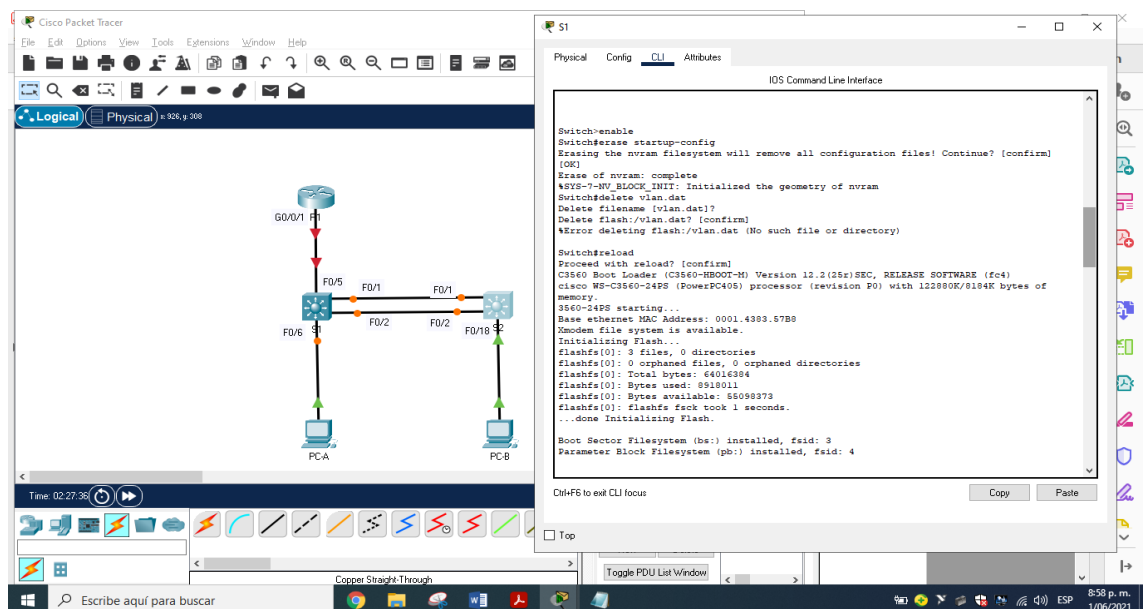 Cisco Packet Tracer
File Edit Options View Tools Extensions Window Help
Logical
Physical
x: 926, y: 308
G0/0/1 R1
F0/5
F0/1
F0/1
F0/2
F0/2
F0/18
S2
F0/6
S1
PC-A
PC-B
Time: 02:27:36
Copper Straight-Through
S1
Physical Config CLI Attributes
IOS Command Line Interface
Switch>enable
Switch#erase startup-config
Erasing the nvram filesystem will remove all configuration files! Continue? [confirm]
[OK]
Erase of nvram: complete
%SYS-7-NV_BLOCK_INIT: Initialized the geometry of nvram
Switch#delete vlan.dat
Delete filename [vlan.dat]?
Delete flash:/vlan.dat? [confirm]
%Error deleting flash:/vlan.dat (No such file or directory)
Switch#reload
Proceed with reload? [confirm]
C3560 Boot Loader (C3560-HBOOT-M) Version 12.2(25r)SEC, RELEASE SOFTWARE (fc4)
cisco WS-C3560-24PS (PowerPC405) processor (revision P0) with 122880K/8184K bytes of
memory.
3560-24PS starting...
Base ethernet MAC Address: 0001.4383.57B8
Xmodem file system is available.
Initializing Flash...
flashfs[0]: 3 files, 0 directories
flashfs[0]: 0 orphaned files, 0 orphaned directories
flashfs[0]: Total bytes: 64016384
flashfs[0]: Bytes used: 8918011
flashfs[0]: Bytes available: 55098373
flashfs[0]: flashfs fsck took 1 seconds.
...done Initializing Flash.
Boot Sector Filesystem (bs:) installed, fsid: 3
Parameter Block Filesystem (pb:) installed, fsid: 4
Ctrl+F6 to exit CLI focus
Copy Paste
Top
Toggle PDU List Window
Escribe aquí para buscar
ESP
8:58 p. m.
1/06/2021